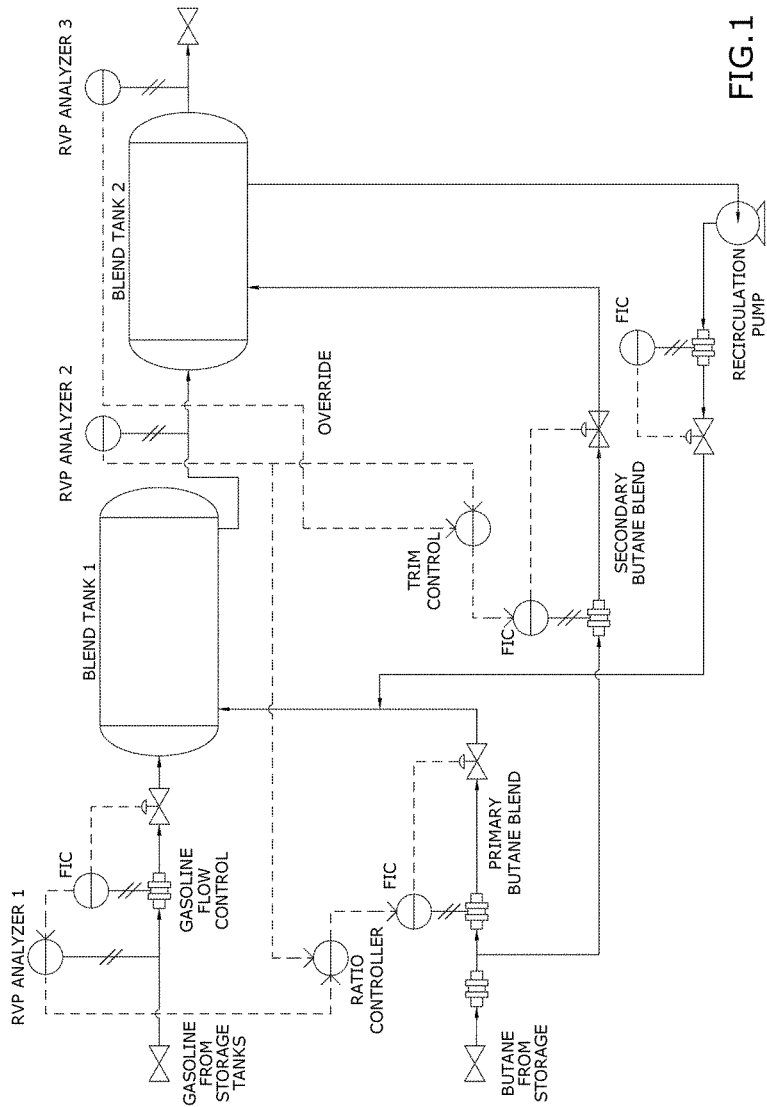 RVP ANALYZER 1
FIC
GASOLINE
FLOW
CONTROL
GASOLINE
FROM
STORAGE
TANKS
BLEND TANK 1
RVP ANALYZER 2
BLEND TANK 2
RVP ANALYZER 3
OVERRIDE
RATIO
CONTROLLER
FIC
TRIM
CONTROL
FIC
BUTANE
FROM
STORAGE
PRIMARY
BUTANE BLEND
SECONDARY
BUTANE BLEND
FIC
RECIRCULATION
PUMP
FIG.1